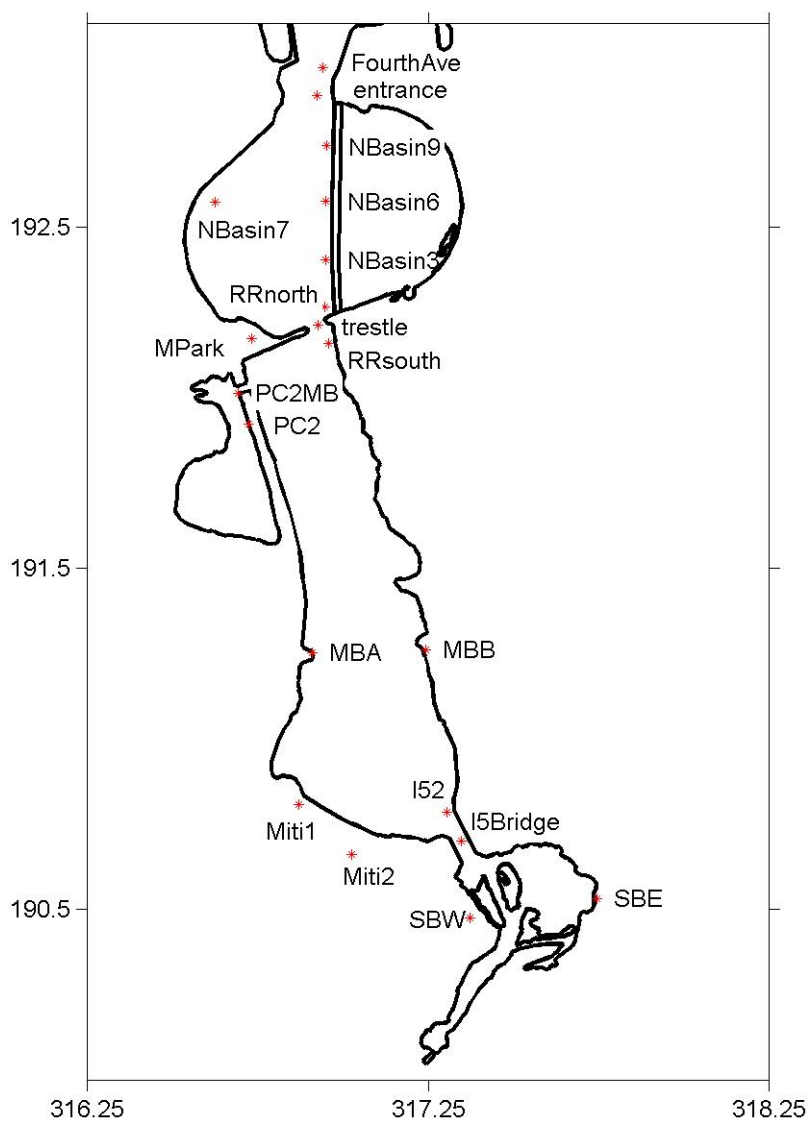 FourthAve
entrance
NBasin9
NBasin6
192.5
NBasin7
NBasin3
RRnorth
trestle
MPark
RRsouth
PC2MB
PC2
191.5
MBA
MBB
I52
I5Bridge
Miti1
Miti2
SBE
190.5
SBW
316.25
317.25
318.25